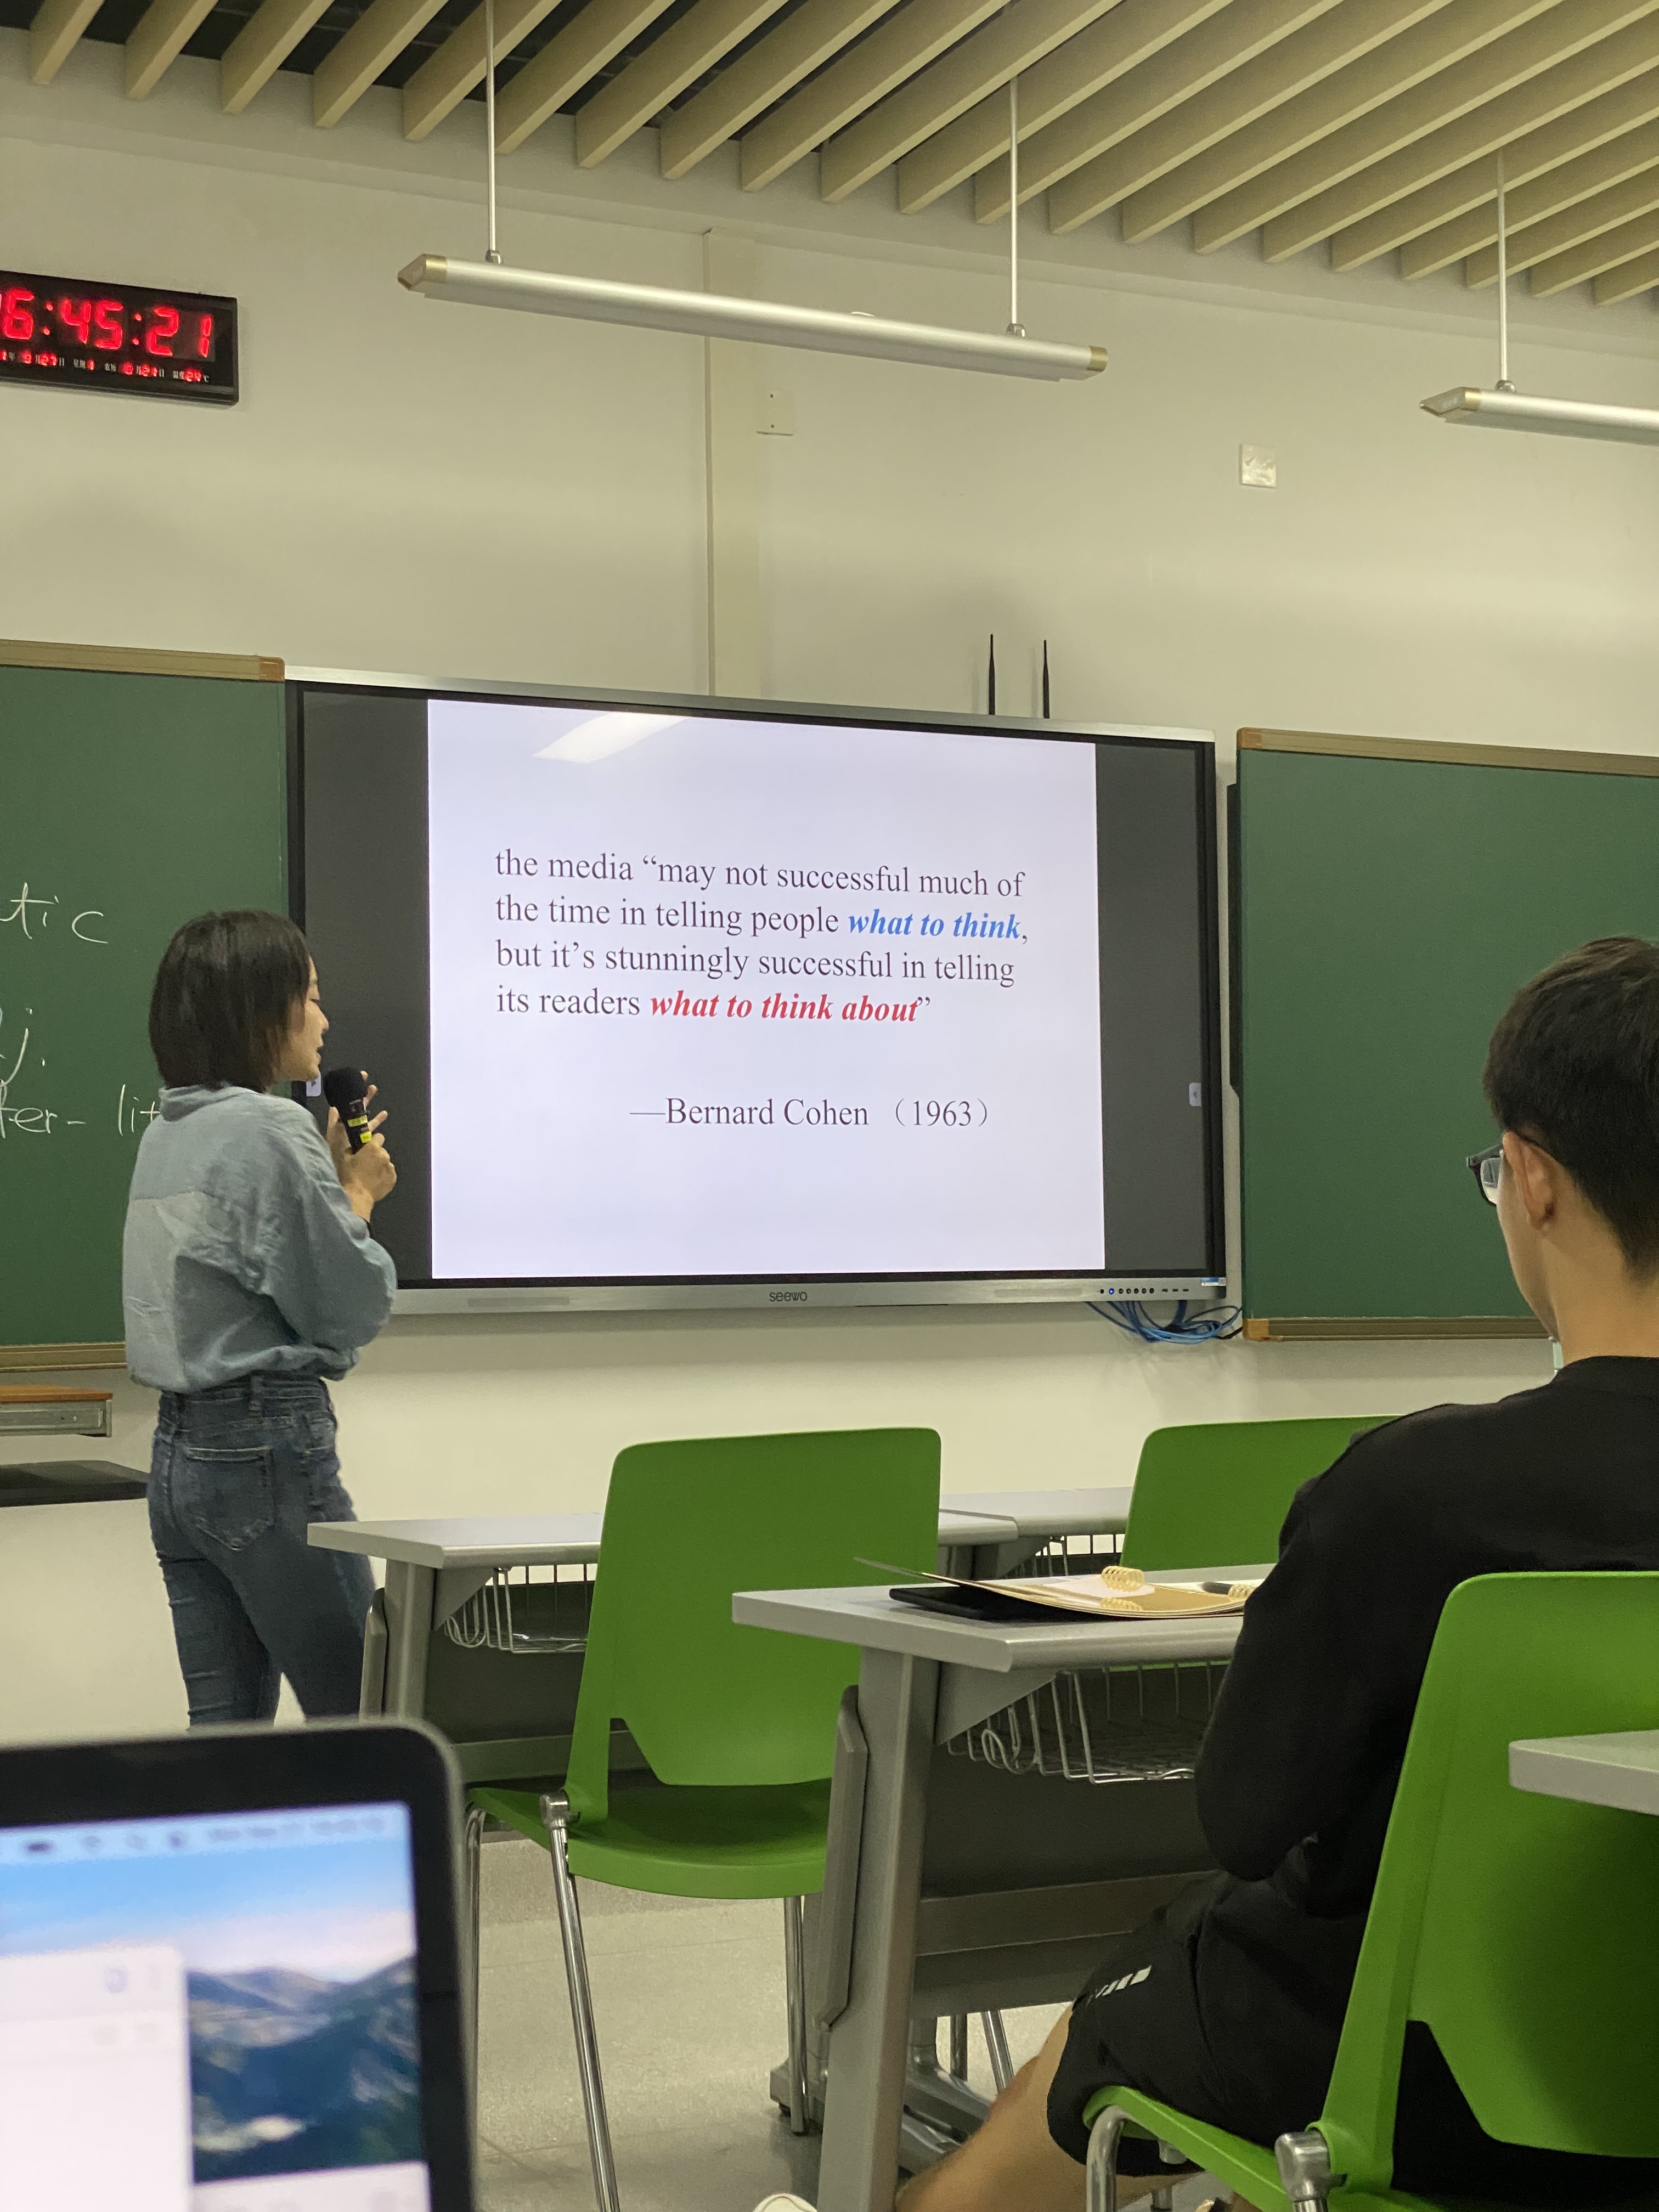 6:45:21
the media “may not successful much of
the time in telling people what to think,
but it’s stunningly successful in telling
its readers what to think about”
—Bernard Cohen （1963）
tic
j.
ter- lit
seewo